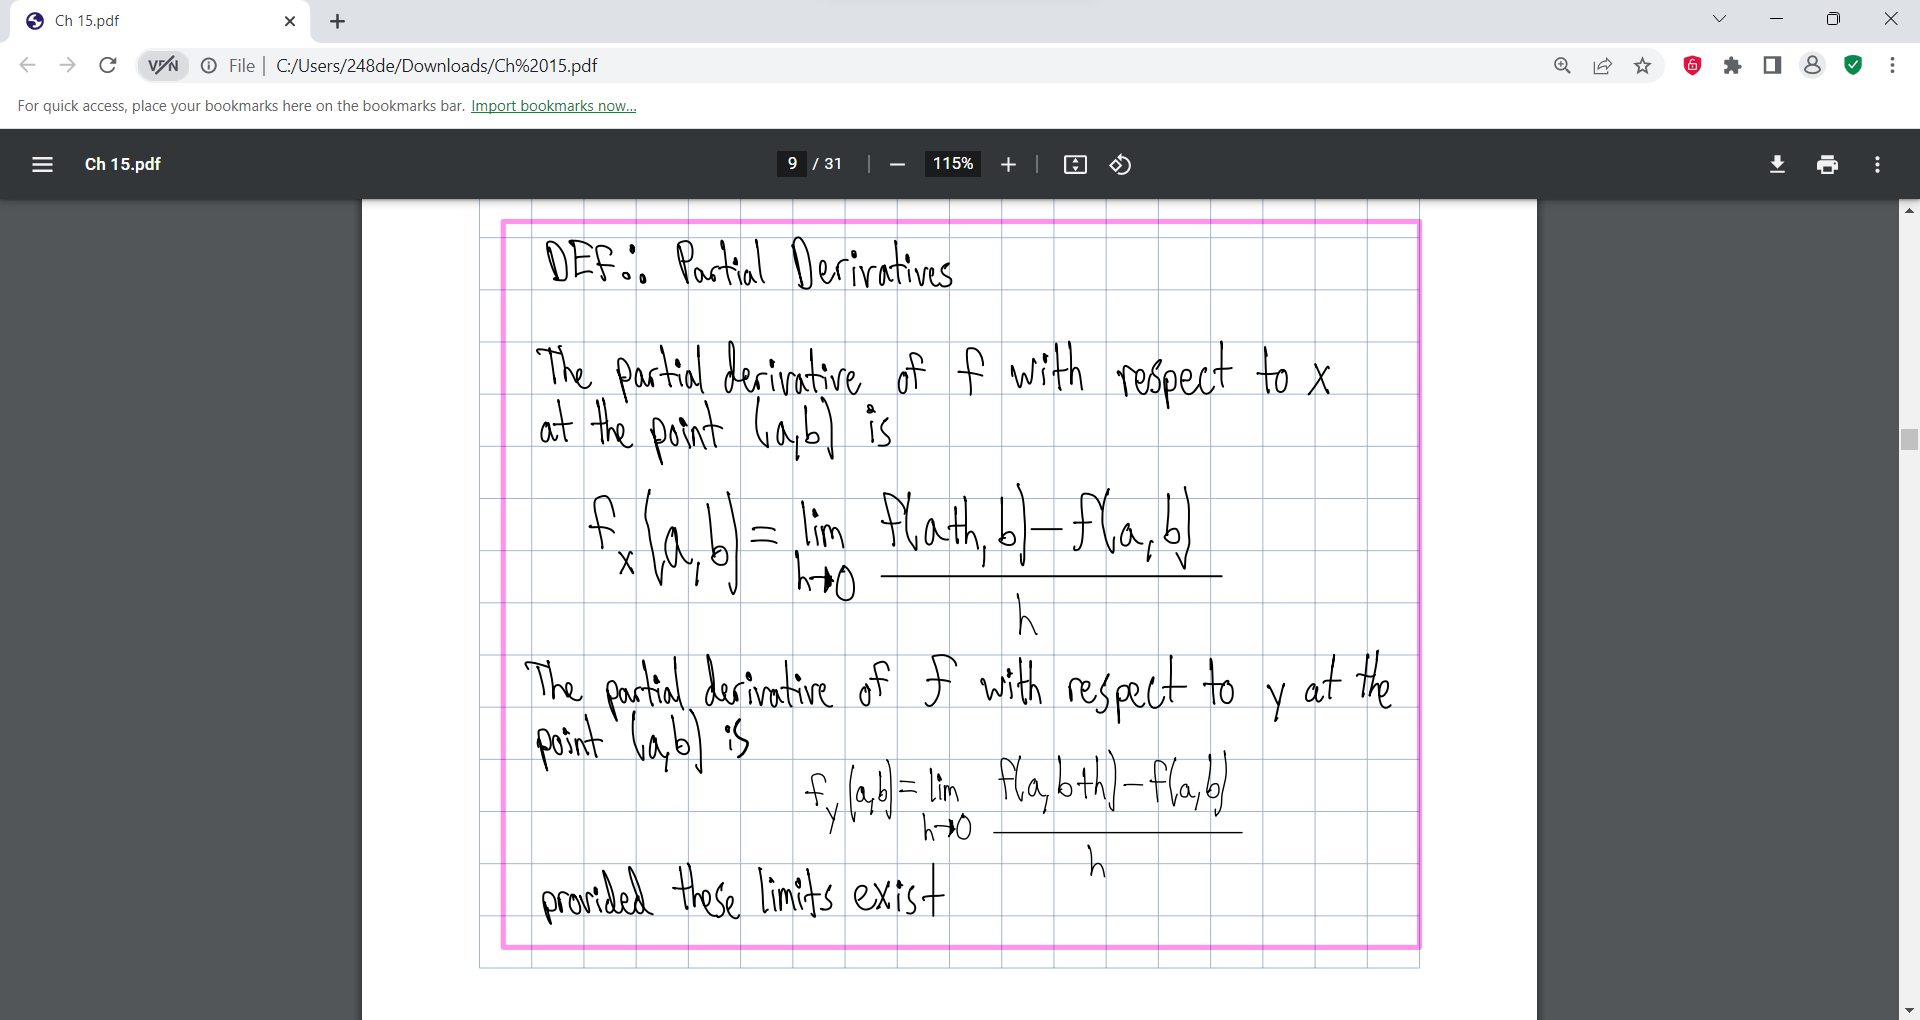 Ch 15.pdf
VPN File C:/Users/248de/Downloads/Ch%2015.pdf
For quick access, place your bookmarks here on the bookmarks bar. Import bookmarks now...
Ch 15.pdf 9 / 31 115%
DEF: Partial Derivatives
The partial derivative of f with respect to x
at the point (a,b) is
fₓ(a,b) = lim h→0 f(a+h, b) − f(a,b) / h
The partial derivative of f with respect to y at the
point (a,b) is
f_y(a,b) = lim h→0 f(a,b+h) − f(a,b) / h
provided these limits exist